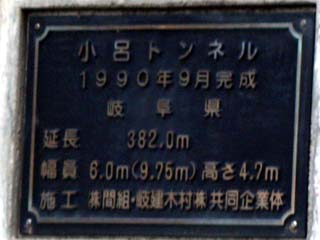 小呂トンネル
1990年9月完成
岐阜県
延長 382.0m
幅員 6.0m(9.75m) 高さ4.7m
施工 ㈱間組・岐建木村㈱共同企業体